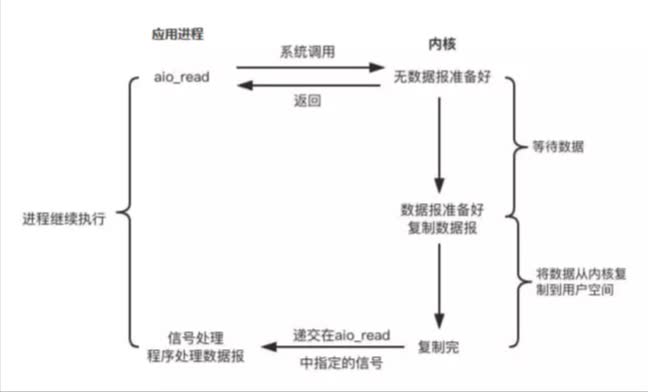 应用进程
系统调用
内核
aio_read
无数据报准备好
返回
等待数据
数据报准备好
复制数据报
进程继续执行
将数据从内核复
制到用户空间
信号处理
程序处理数据报
递交在aio_read
中指定的信号
复制完